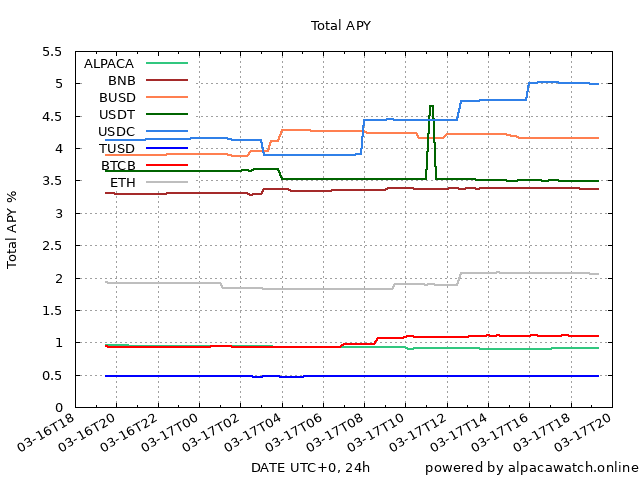 Total APY
5.5
5
4.5
4
3.5
3
2.5
2
1.5
1
0.5
0
Total APY %
ALPACA
BNB
BUSD
USDT
USDC
TUSD
BTCB
ETH
03-16T18
03-16T20
03-16T22
03-17T00
03-17T02
03-17T04
03-17T06
03-17T08
03-17T10
03-17T12
03-17T14
03-17T16
03-17T18
03-17T20
DATE UTC+0, 24h
powered by alpacawatch.online